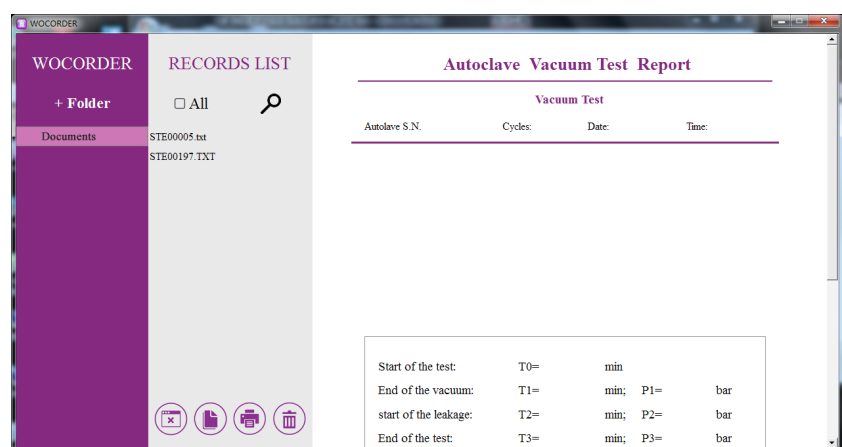 WOCORDER
WOCORDER
+ Folder
Documents
RECORDS LIST
All
STE00005.txt
STE00197.TXT
Autoclave Vacuum Test Report
Vacuum Test
Autolave S.N. Cycles: Date: Time:
Start of the test: T0= min
End of the vacuum: T1= min; P1= bar
start of the leakage: T2= min; P2= bar
End of the test: T3= min; P3= bar